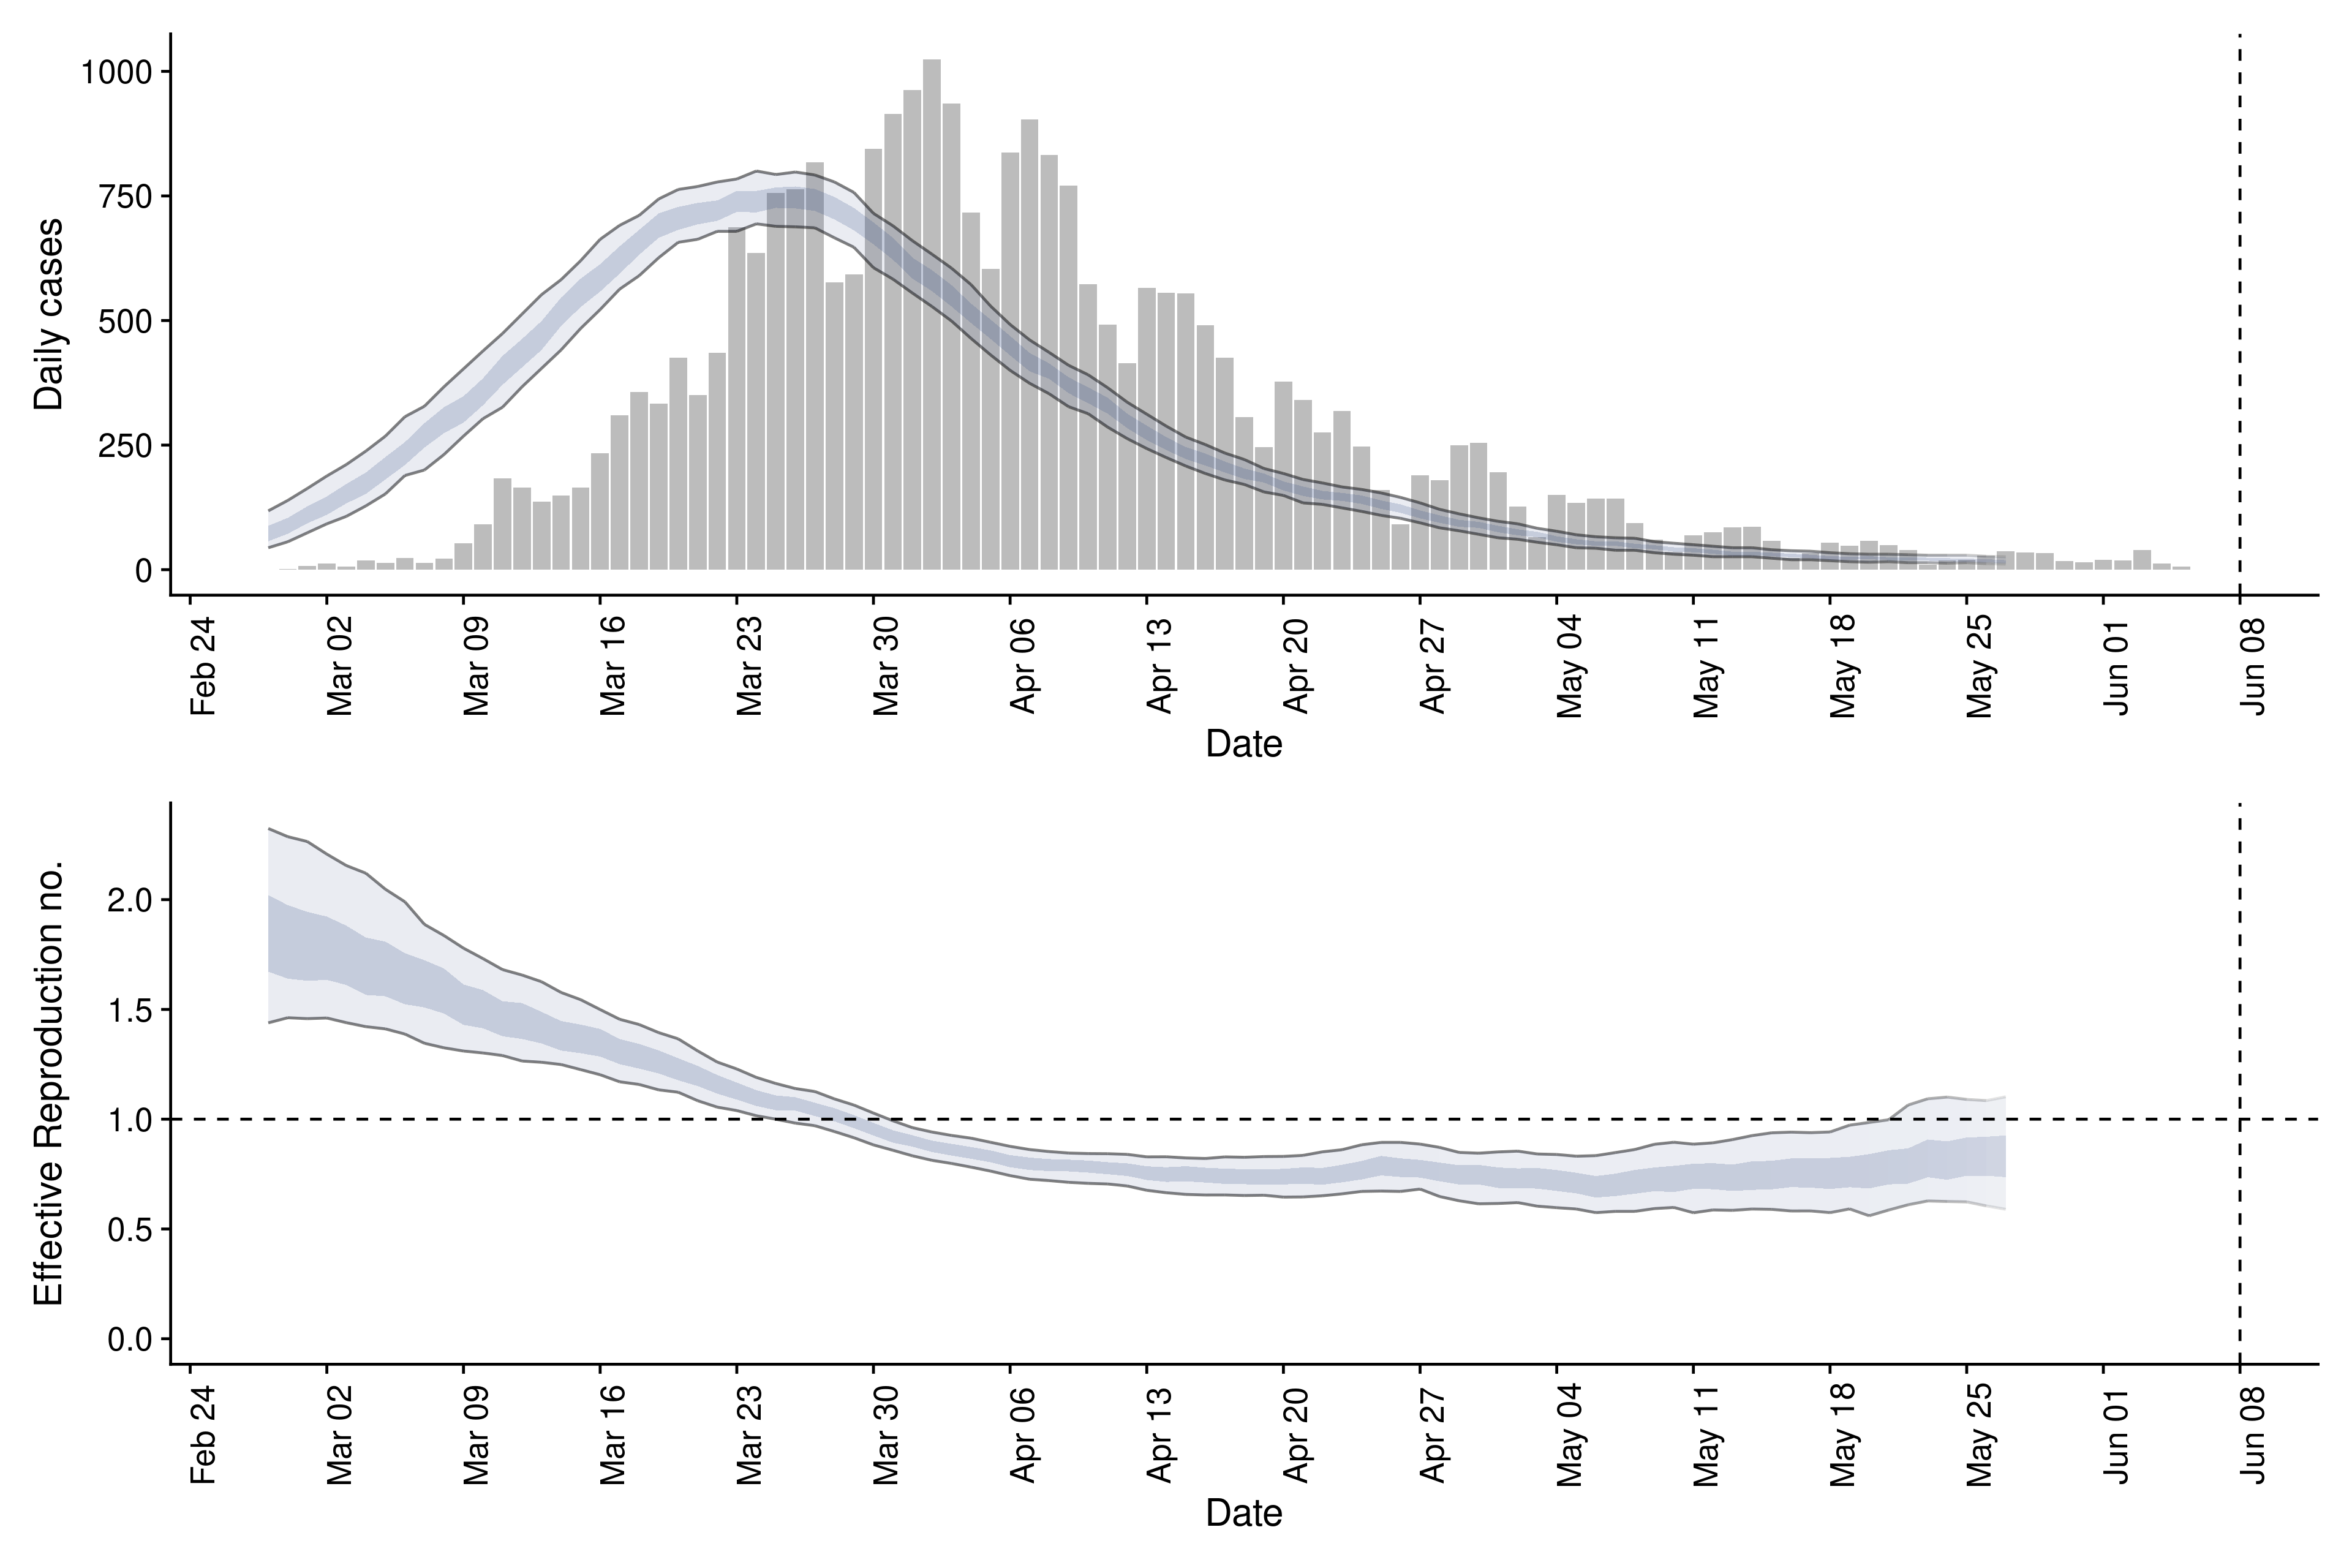 Daily cases
1000
750
500
250
0
Feb 24
Mar 02
Mar 09
Mar 16
Mar 23
Mar 30
Apr 06
Apr 13
Apr 20
Apr 27
May 04
May 11
May 18
May 25
Jun 01
Jun 08
Date
Effective Reproduction no.
2.0
1.5
1.0
0.5
0.0
Feb 24
Mar 02
Mar 09
Mar 16
Mar 23
Mar 30
Apr 06
Apr 13
Apr 20
Apr 27
May 04
May 11
May 18
May 25
Jun 01
Jun 08
Date